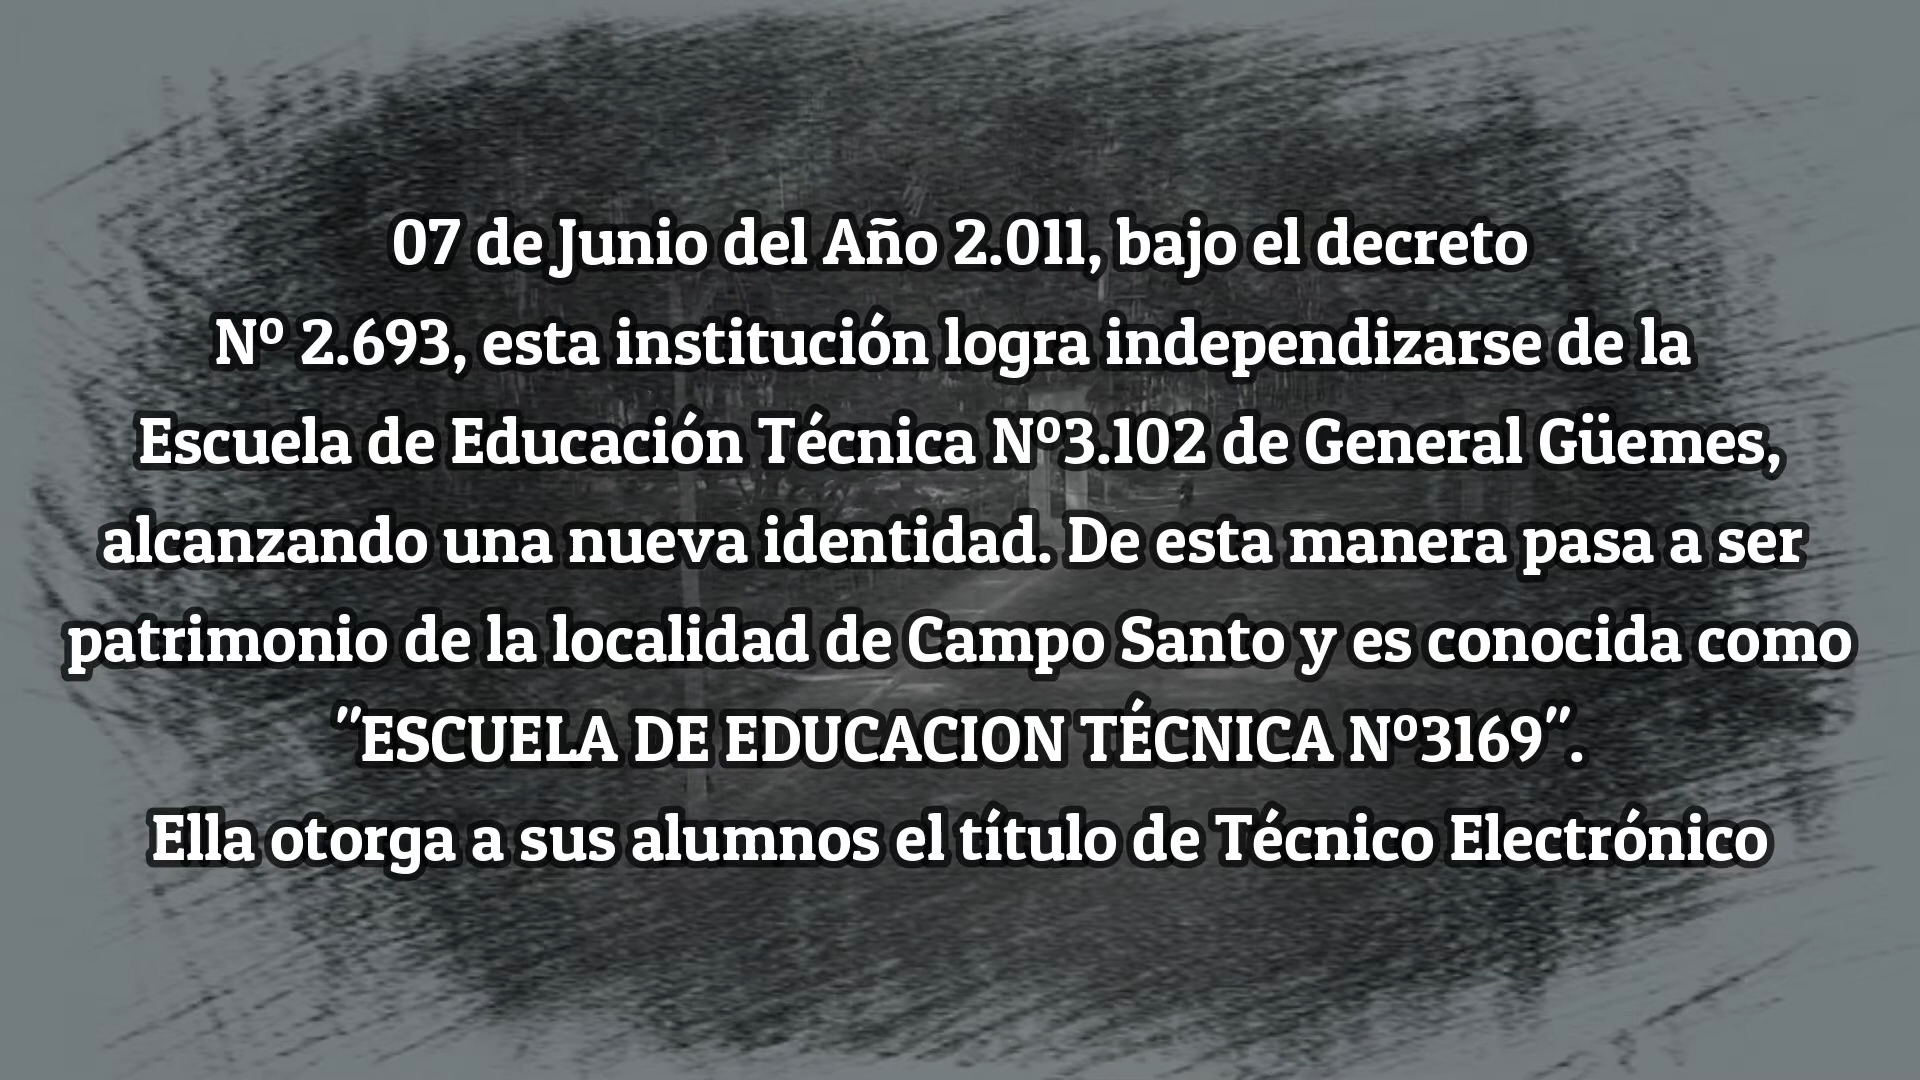 07 de Junio del Año 2.011, bajo el decreto
Nº 2.693, esta institución logra independizarse de la
Escuela de Educación Técnica Nº3.102 de General Güemes,
alcanzando una nueva identidad. De esta manera pasa a ser
patrimonio de la localidad de Campo Santo y es conocida como
"ESCUELA DE EDUCACION TÉCNICA Nº3169".
Ella otorga a sus alumnos el título de Técnico Electrónico